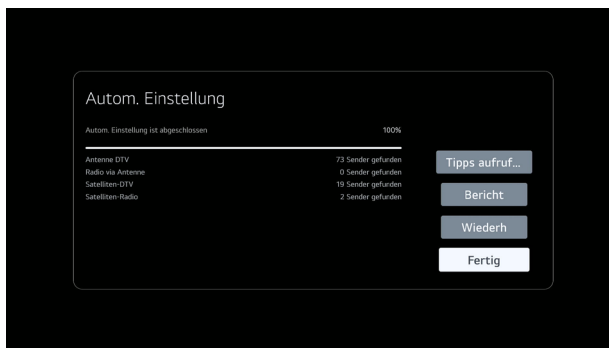 Autom. Einstellung
Autom. Einstellung ist abgeschlossen 100%
Antenne DTV 73 Sender gefurden
Radio via Antenne 0 Sender gefurden
Satelliten-DTV 19 Sender gefurden
Satelliten-Radio 2 Sender gefurden
Tipps aufruf...
Bericht
Wiederh
Fertig